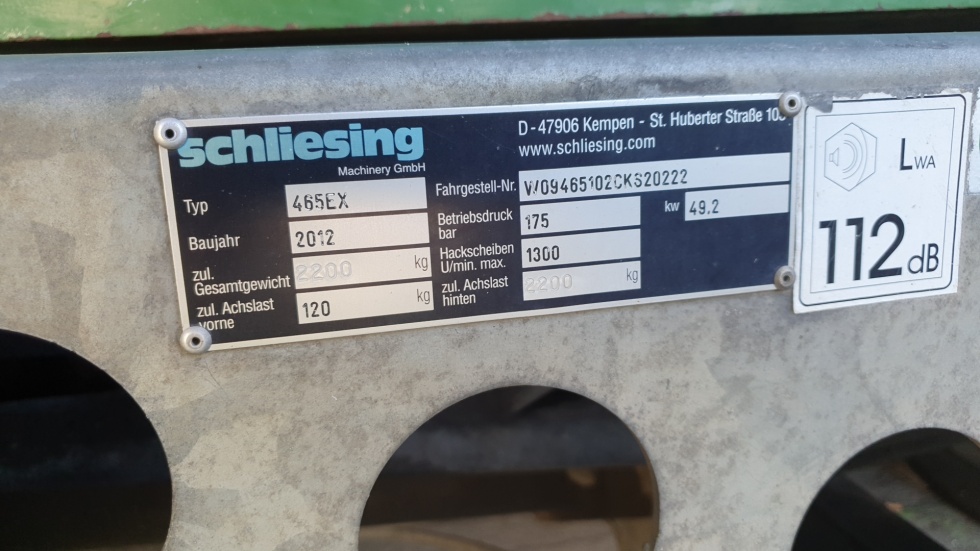 schliesing
Machinery GmbH
D - 47906 Kempen - St. Huberter Straße
www.schliesing.com
Typ 465EX
Fahrgestell-Nr. W09465102CKS20222
Baujahr 2012
Betriebsdruck bar 175
kw 49.2
zul. Gesamtgewicht 2200 kg
Hackscheiben U/min. max. 1300
zul. Achslast vorne 120 kg
zul. Achslast hinten 2200 kg
LWA
112 dB